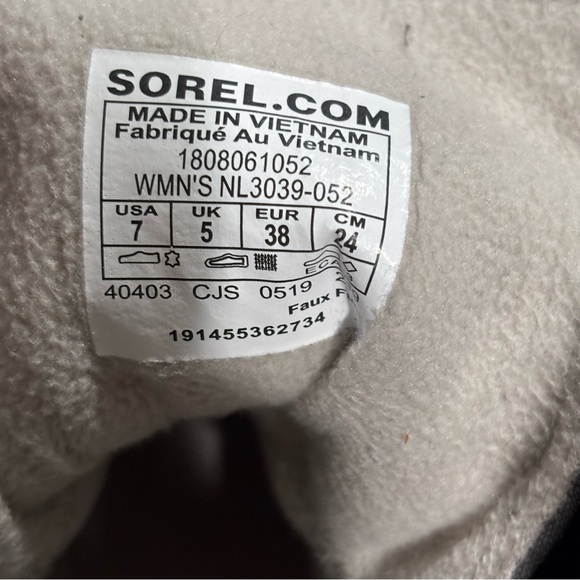 SOREL.COM
MADE IN VIETNAM
Fabriqué Au Vietnam
1808061052
WMN'S NL3039-052
USA UK EUR CM
7 5 38 24
40403 CJS 0519
Faux
191455362734